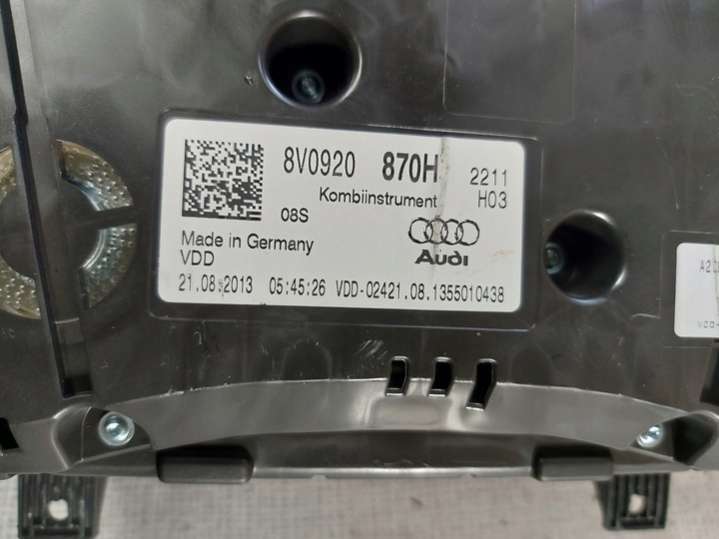 8V0920 870H 2211
Kombiinstrument H03
08S
Made in Germany
VDD
Audi
21.08.2013 05:45:26 VDD-02421.08.1355010438